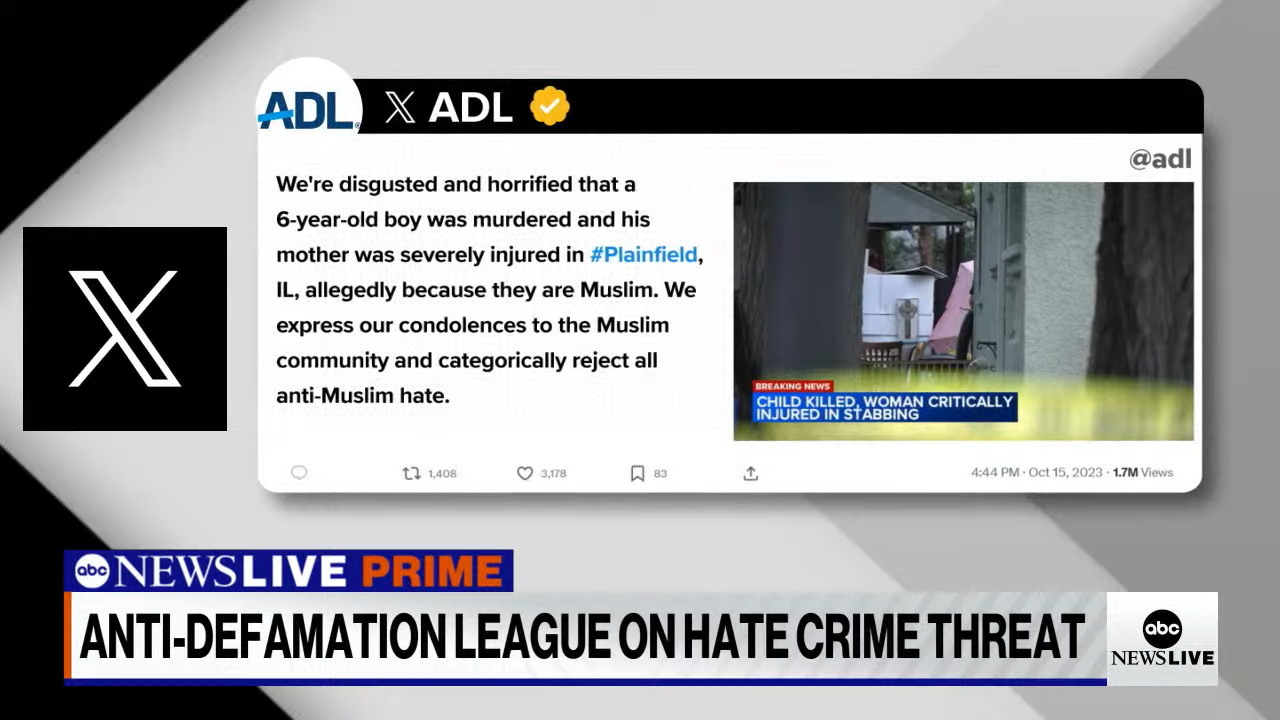 ADL
X ADL
@adl
We're disgusted and horrified that a
6-year-old boy was murdered and his
mother was severely injured in #Plainfield,
IL, allegedly because they are Muslim. We
express our condolences to the Muslim
community and categorically reject all
anti-Muslim hate.
BREAKING NEWS
CHILD KILLED, WOMAN CRITICALLY
INJURED IN STABBING
1,408 3,178 83 4:44 PM · Oct 15, 2023 · 1.7M Views
X
abc NEWS LIVE PRIME
ANTI-DEFAMATION LEAGUE ON HATE CRIME THREAT
abc
NEWS LIVE